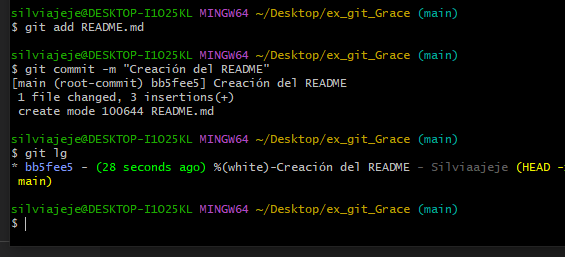 silviajeje@DESKTOP-I1O25KL MINGW64 ~/Desktop/ex_git_Grace (main)
$ git add README.md
silviajeje@DESKTOP-I1O25KL MINGW64 ~/Desktop/ex_git_Grace (main)
$ git commit -m "Creación del README"
[main (root-commit) bb5fee5] Creación del README
 1 file changed, 3 insertions(+)
 create mode 100644 README.md
silviajeje@DESKTOP-I1O25KL MINGW64 ~/Desktop/ex_git_Grace (main)
$ git lg
* bb5fee5 - (28 seconds ago) %(white)-Creación del README - Silviaajeje (HEAD -
 main)
silviajeje@DESKTOP-I1O25KL MINGW64 ~/Desktop/ex_git_Grace (main)
$